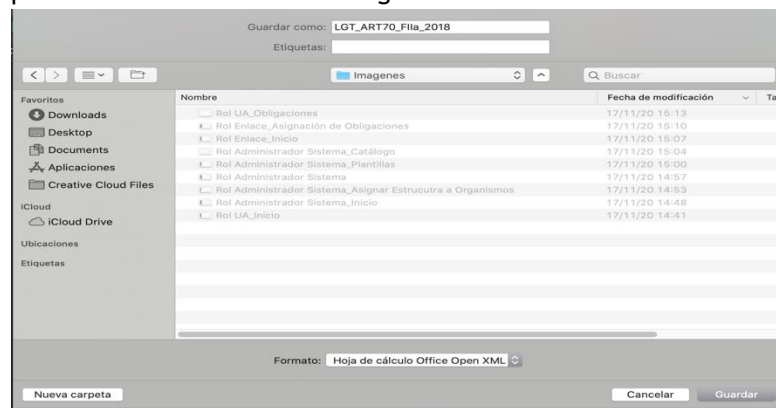 Guardar como: LGT_ART70_FIIa_2018
Etiquetas:
Imagenes
Buscar
Favoritos
Downloads
Desktop
Documents
Aplicaciones
Creative Cloud Files
iCloud
iCloud Drive
Ubicaciones
Etiquetas
Nombre Fecha de modificación Ta
Rol UA_Obligaciones 17/11/20 15:13
Rol Enlace_Asignación de Obligaciones 17/11/20 15:10
Rol Enlace_Inicio 17/11/20 15:07
Rol Administrador Sistema_Catálogo 17/11/20 15:04
Rol Administrador Sistema_Plantillas 17/11/20 15:00
Rol Administrador Sistema 17/11/20 14:57
Rol Administrador Sistema_Asignar Estrucutra a Organismos 17/11/20 14:53
Rol Administrador Sistema_Inicio 17/11/20 14:48
Rol UA_Inicio 17/11/20 14:41
Formato: Hoja de cálculo Office Open XML
Nueva carpeta Cancelar Guardar